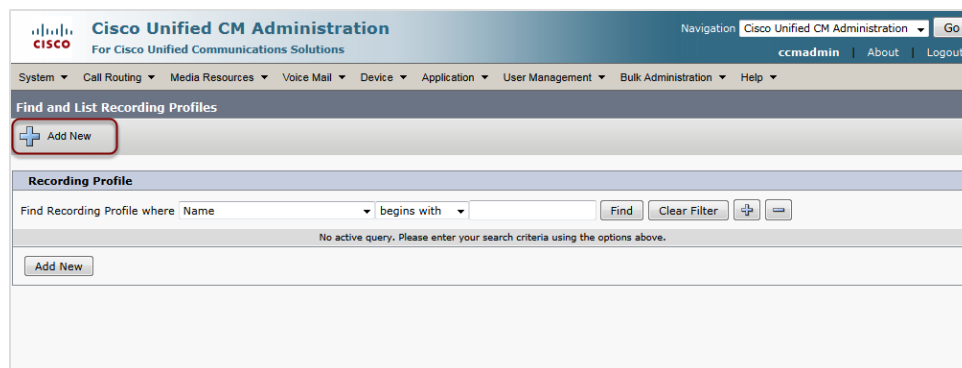 Cisco Unified CM Administration
Navigation Cisco Unified CM Administration Go
CISCO For Cisco Unified Communications Solutions
ccmadmin | About | Logout
System Call Routing Media Resources Voice Mail Device Application User Management Bulk Administration Help
Find and List Recording Profiles
Add New
Recording Profile
Find Recording Profile where Name begins with Find Clear Filter
No active query. Please enter your search criteria using the options above.
Add New